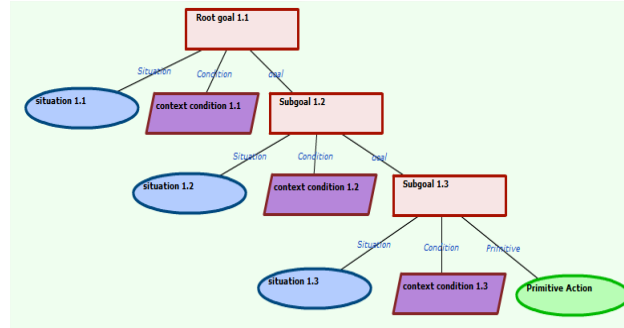 Root goal 1.1
Situation
Condition
Goal
situation 1.1
context condition 1.1
Subgoal 1.2
Situation
Condition
Goal
situation 1.2
context condition 1.2
Subgoal 1.3
Situation
Condition
Primitive
situation 1.3
context condition 1.3
Primitive Action